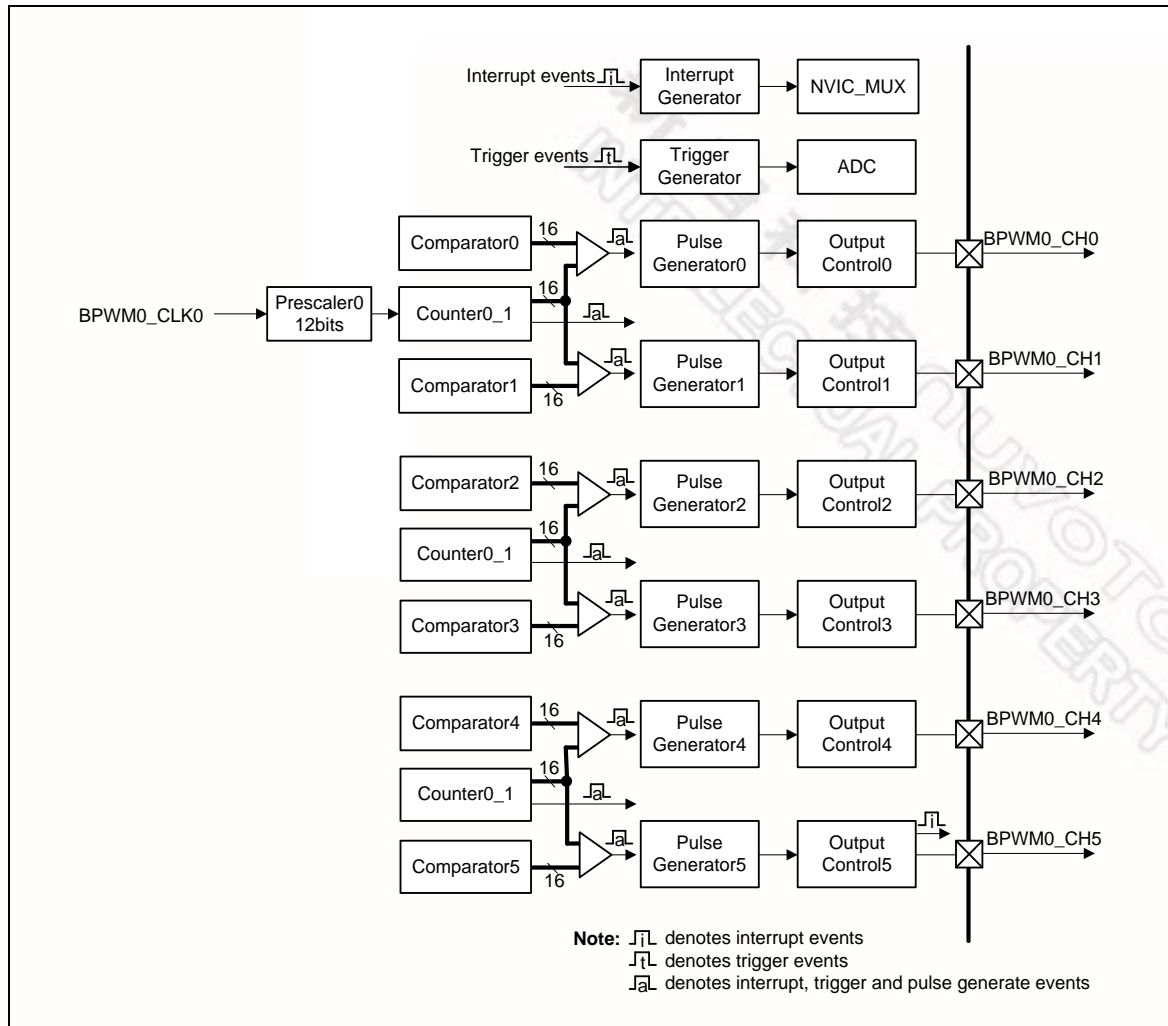 Interrupt events i
Interrupt
Generator
NVIC_MUX
Trigger events t
Trigger
Generator
ADC
Comparator0
16
a
Pulse
Generator0
Output
Control0
BPWM0_CH0
BPWM0_CLK0
Prescaler0
12bits
Counter0_1
16
a
Comparator1
16
a
Pulse
Generator1
Output
Control1
BPWM0_CH1
Comparator2
16
a
Pulse
Generator2
Output
Control2
BPWM0_CH2
Counter0_1
16
a
Comparator3
16
a
Pulse
Generator3
Output
Control3
BPWM0_CH3
Comparator4
16
a
Pulse
Generator4
Output
Control4
BPWM0_CH4
Counter0_1
16
a
Comparator5
16
a
Pulse
Generator5
Output
Control5
i
BPWM0_CH5
Note: i denotes interrupt events
t denotes trigger events
a denotes interrupt, trigger and pulse generate events
PROPERTY